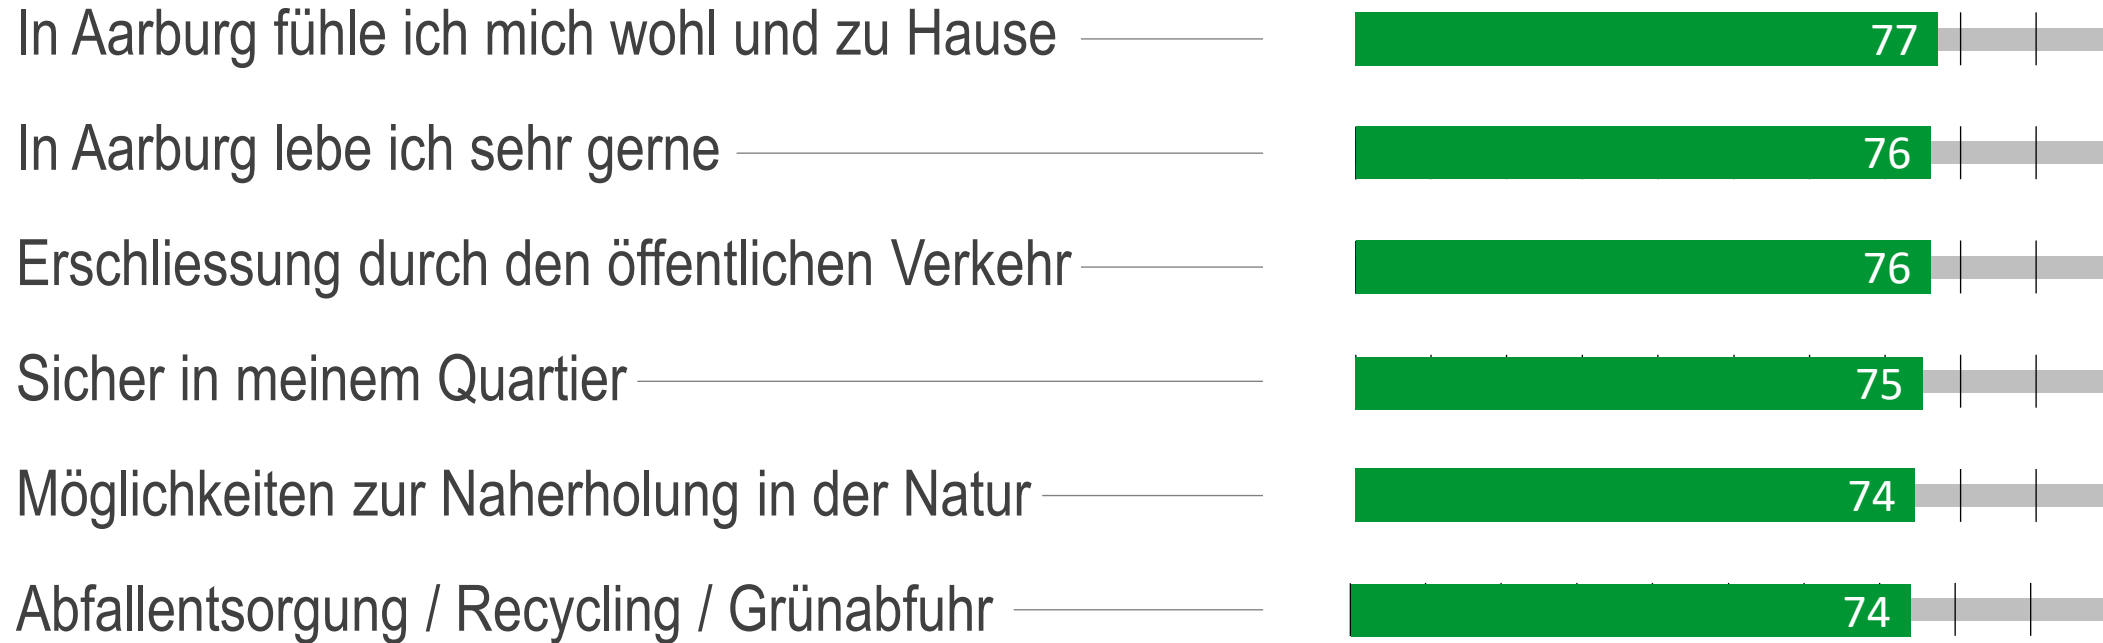 In Aarburg fühle ich mich wohl und zu Hause 77
In Aarburg lebe ich sehr gerne 76
Erschliessung durch den öffentlichen Verkehr 76
Sicher in meinem Quartier 75
Möglichkeiten zur Naherholung in der Natur 74
Abfallentsorgung / Recycling / Grünabfuhr 74